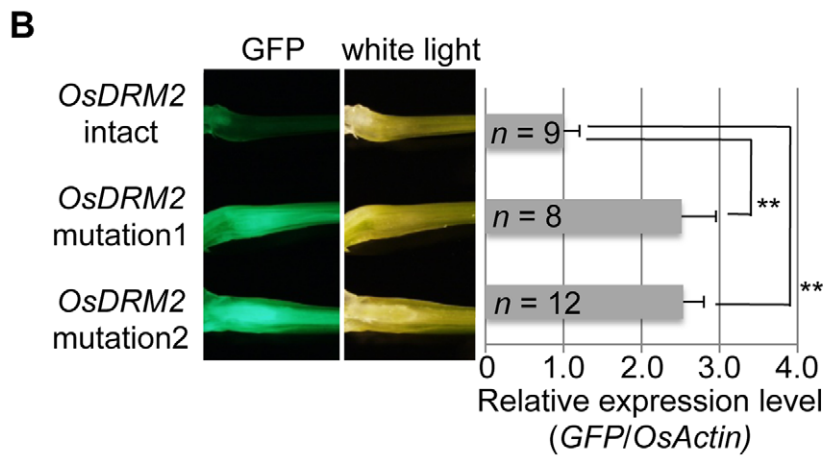 B
GFP white light
OsDRM2
intact
n = 9
OsDRM2
mutation1
n = 8
**
OsDRM2
mutation2
n = 12
**
0 1.0 2.0 3.0 4.0
Relative expression level
(GFP/OsActin)